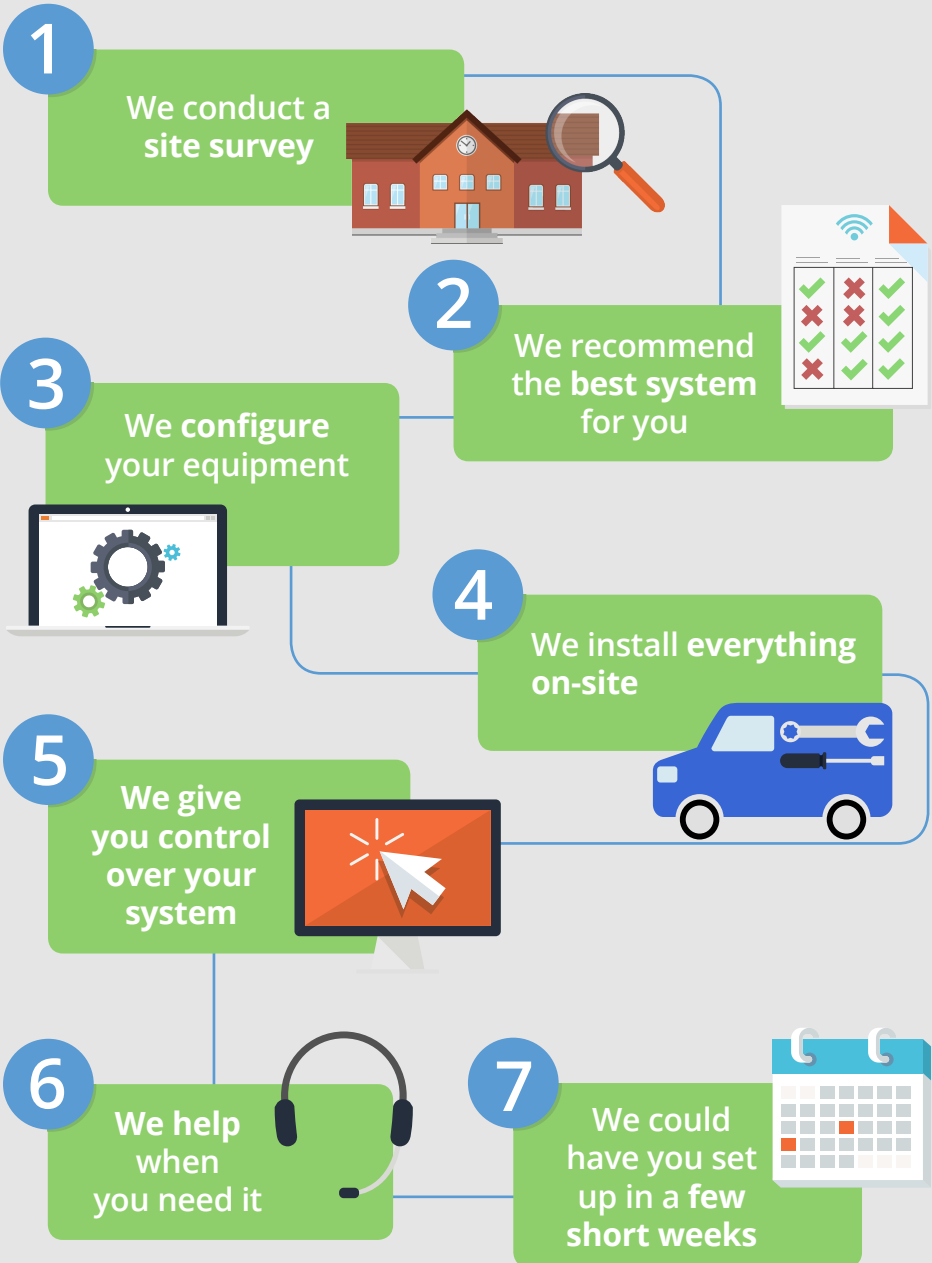 1
We conduct a
site survey
2
We recommend
the best system
for you
3
We configure
your equipment
4
We install everything
on-site
5
We give
you control
over your
system
6
We help
when
you need it
7
We could
have you set
up in a few
short weeks